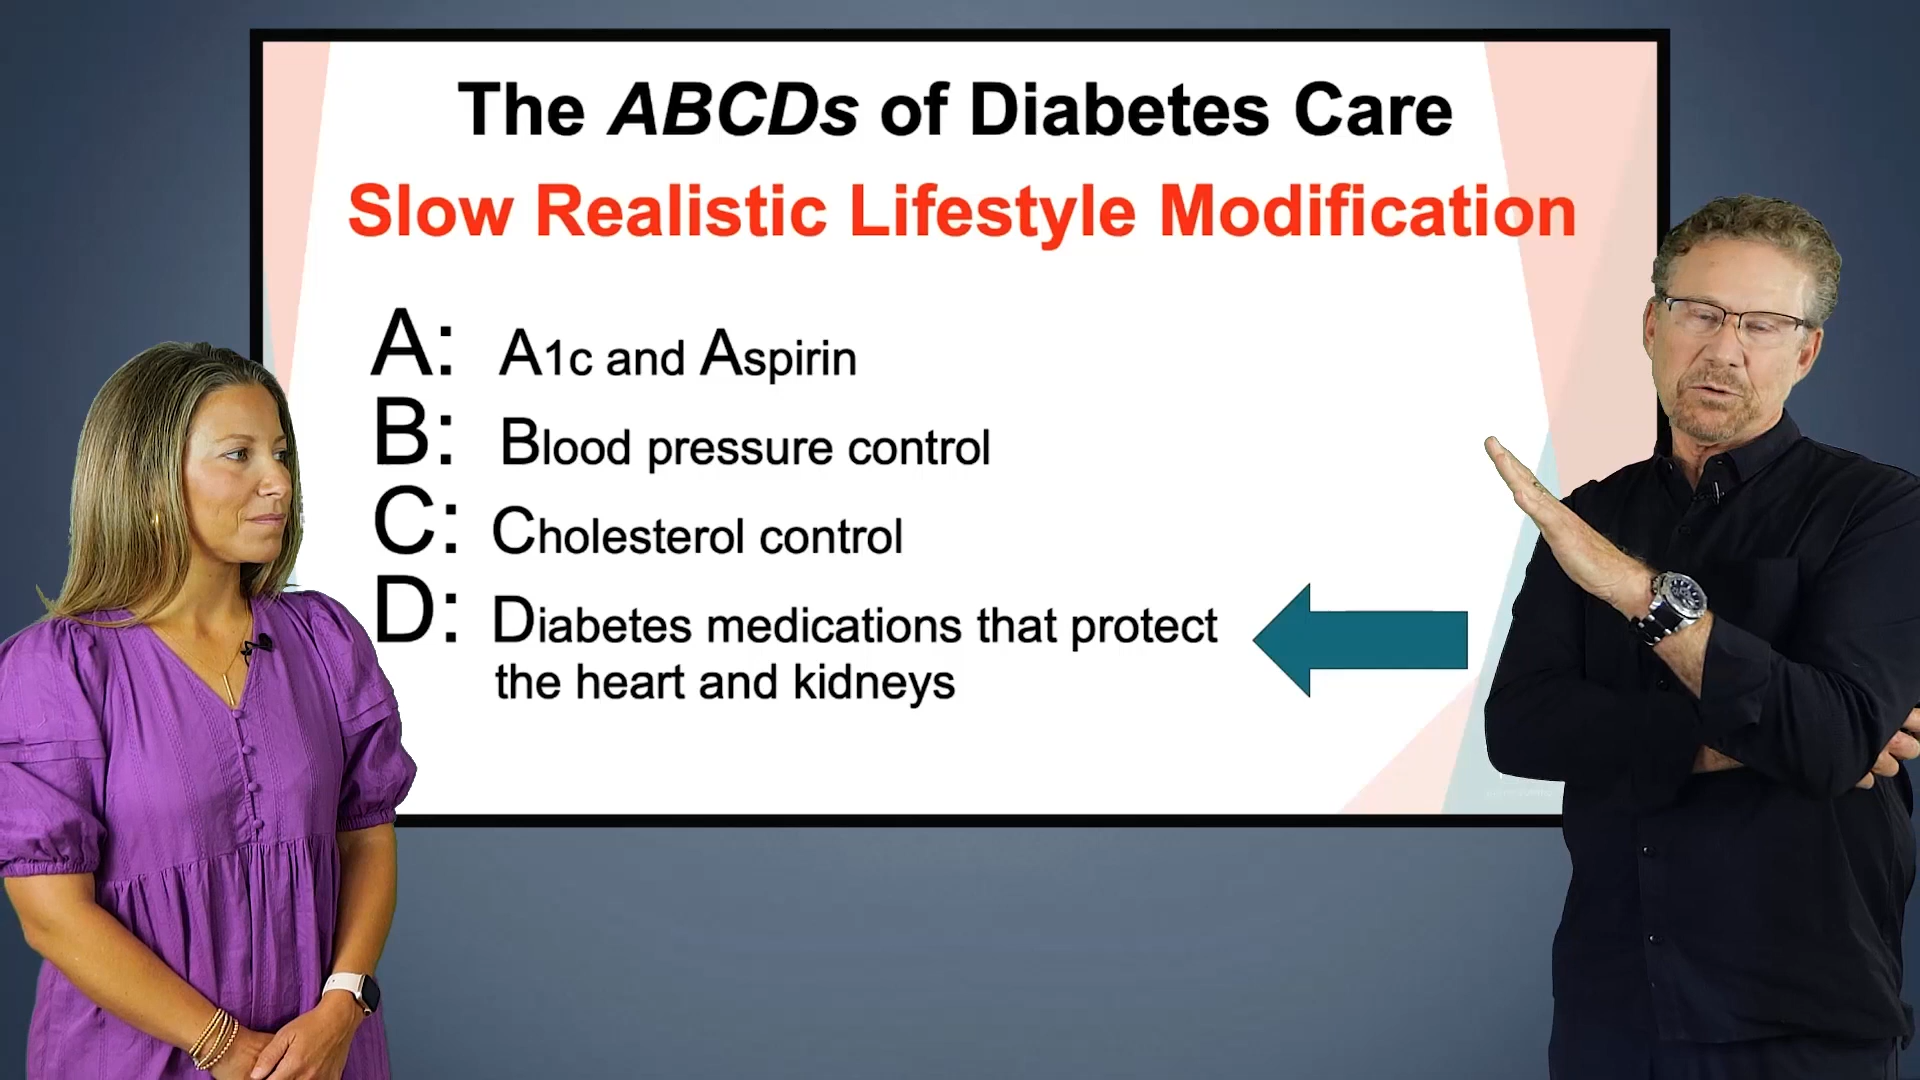 The ABCDs of Diabetes Care
Slow Realistic Lifestyle Modification
A: A1c and Aspirin
B: Blood pressure control
C: Cholesterol control
D: Diabetes medications that protect
the heart and kidneys